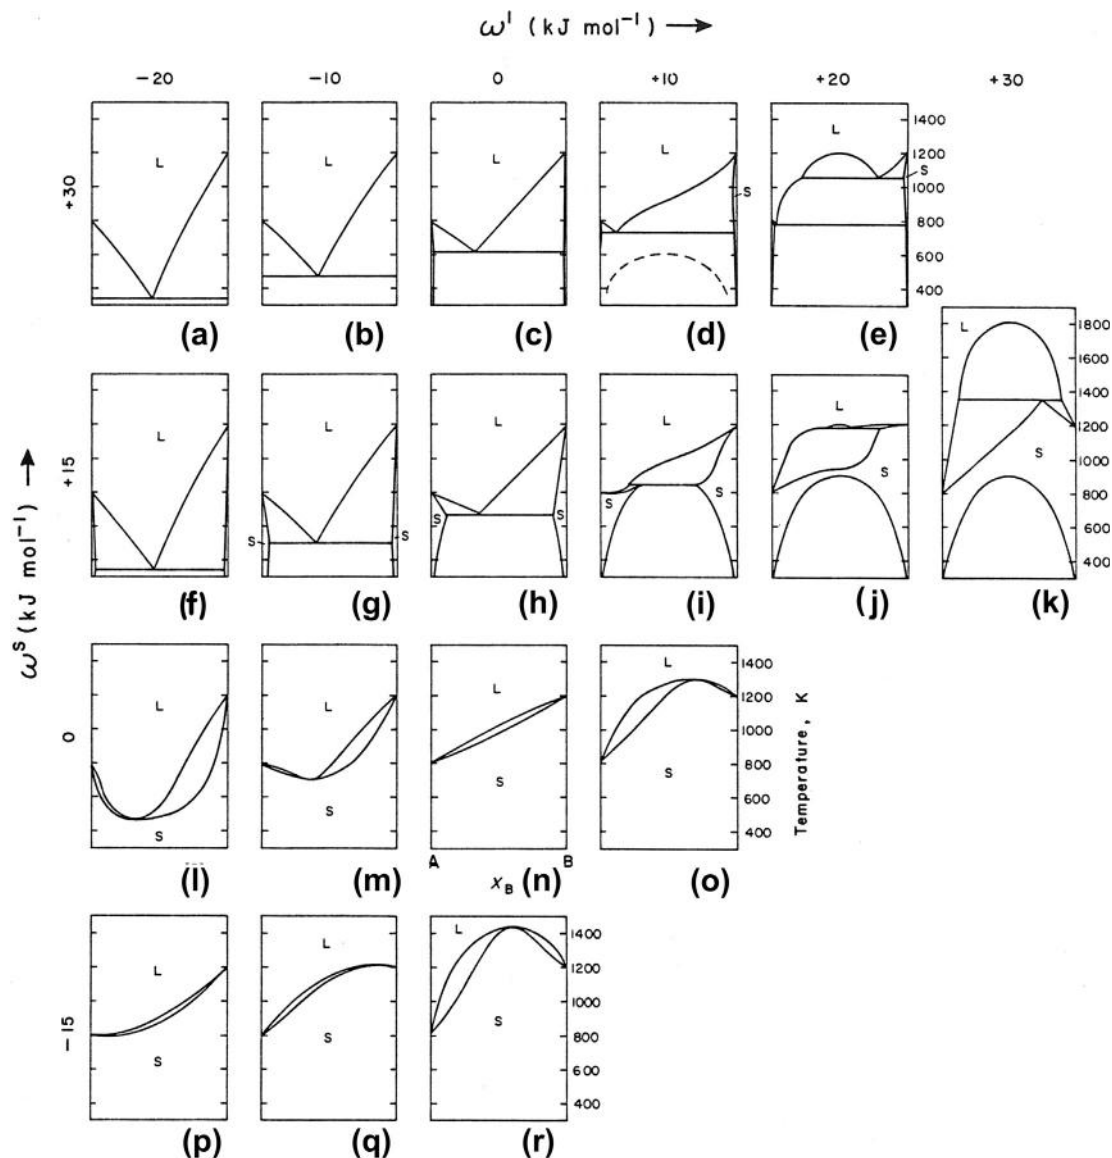 ωˡ (kJ mol⁻¹) →
−20 −10 0 +10 +20 +30
ωˢ (kJ mol⁻¹) →
+30
L L L L L
S S
1400
1200
1000
800
600
400
(a) (b) (c) (d) (e)
+15
L L L L L L
S S S S S S S S
1800
1600
1400
1200
1000
800
600
400
(f) (g) (h) (i) (j) (k)
0
L L L L
S S S S
1400
1200
1000
800
600
400
Temperature, K
A B
x_B
(l) (m) (n) (o)
−15
L L L
S S S
1400
1200
1000
800
600
400
(p) (q) (r)